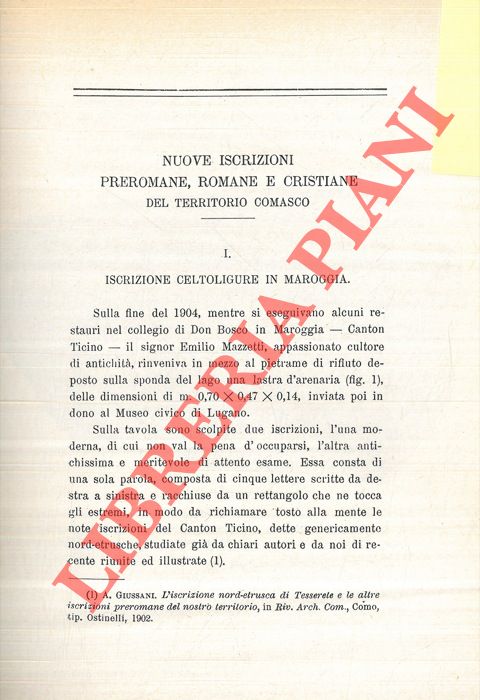 NUOVE ISCRIZIONI
PREROMANE, ROMANE E CRISTIANE
DEL TERRITORIO COMASCO
I.
ISCRIZIONE CELTOLIGURE IN MAROGGIA.
Sulla fine del 1904, mentre si eseguivano alcuni re-
stauri nel collegio di Don Bosco in Maroggia — Canton
Ticino — il signor Emilio Mazzetti, appassionato cultore
di antichità, rinveniva in mezzo al pietrame di rifiuto de-
posto sulla sponda del lago una lastra d'arenaria (fig. 1),
delle dimensioni di m. 0,70 × 0,47 × 0,14, inviata poi in
dono al Museo civico di Lugano.
Sulla tavola sono scolpite due iscrizioni, l'una mo-
derna, di cui non val la pena d'occuparsi, l'altra anti-
chissima e meritevole di attento esame. Essa consta di
una sola parola, composta di cinque lettere scritte da de-
stra a sinistra e racchiuse da un rettangolo che ne tocca
gli estremi, in modo da richiamare tosto alla mente le
note iscrizioni del Canton Ticino, dette genericamente
nord-etrusche, studiate già da chiari autori e da noi di re-
cente riunite ed illustrate (1).
(1) A. GIUSSANI. L'iscrizione nord-etrusca di Tesserete e le altre
iscrizioni preromane del nostro territorio, in Riv. Arch. Com., Como,
tip. Ostinelli, 1902.
LIBRERIA PIANI